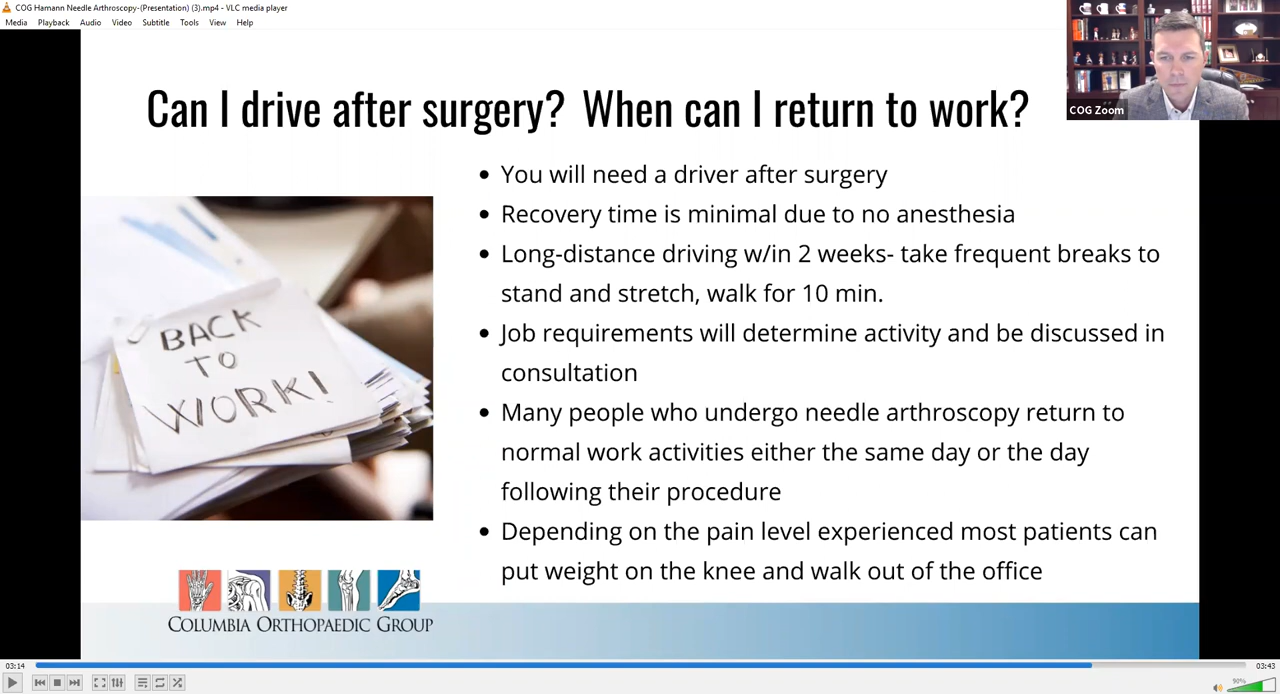 COG Hamann Needle Arthroscopy-(Presentation) (3).mp4 - VLC media player
Media Playback Audio Video Subtitle Tools View Help
COG Zoom
Can I drive after surgery? When can I return to work?
• You will need a driver after surgery
• Recovery time is minimal due to no anesthesia
• Long-distance driving w/in 2 weeks- take frequent breaks to
stand and stretch, walk for 10 min.
• Job requirements will determine activity and be discussed in
consultation
• Many people who undergo needle arthroscopy return to
normal work activities either the same day or the day
following their procedure
• Depending on the pain level experienced most patients can
put weight on the knee and walk out of the office
BACK
TO
WORK!
COLUMBIA ORTHOPAEDIC GROUP
03:14
03:43
90%